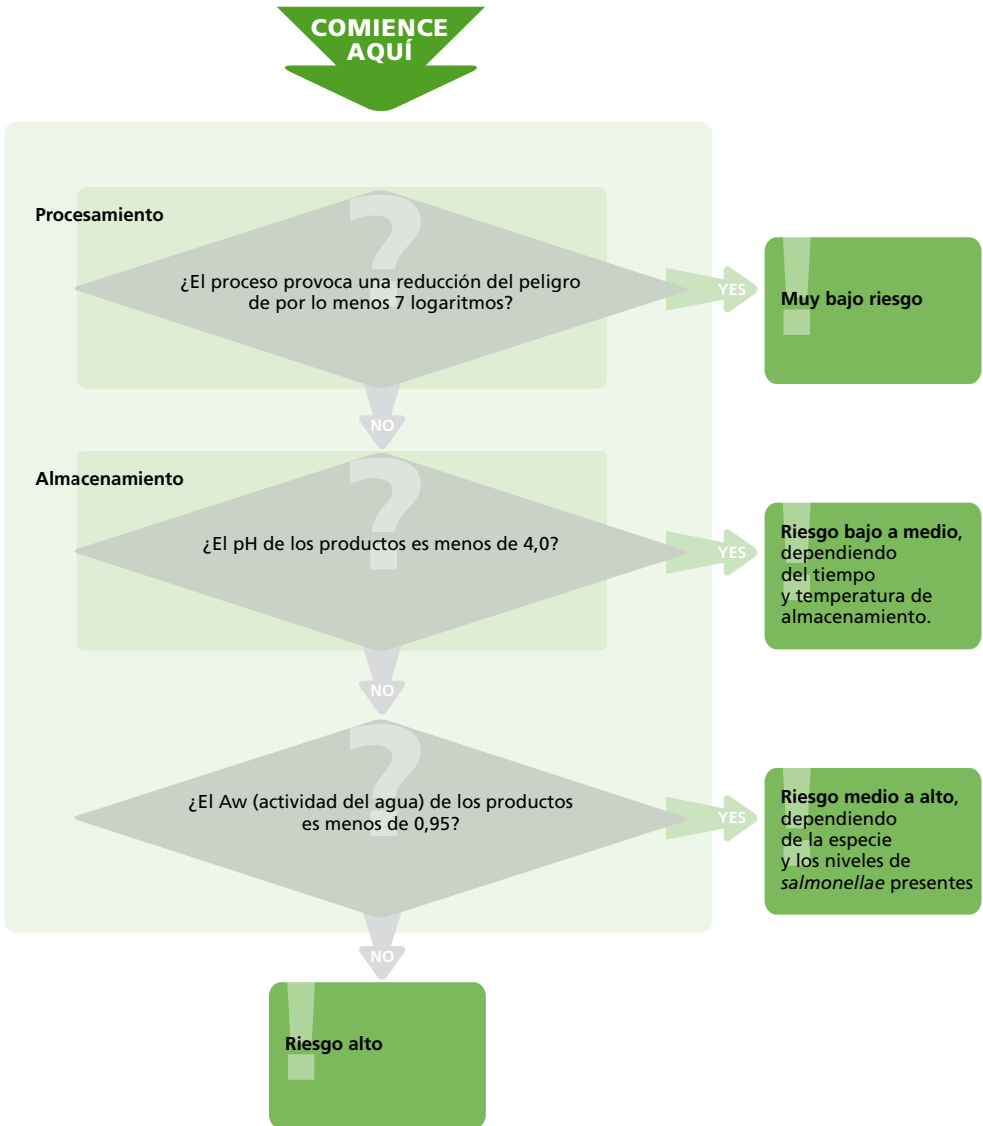 COMIENCE
AQUÍ
Procesamiento
?
¿El proceso provoca una reducción del peligro
de por lo menos 7 logaritmos?
YES
!
Muy bajo riesgo
NO
Almacenamiento
?
¿El pH de los productos es menos de 4,0?
YES
!
Riesgo bajo a medio,
dependiendo
del tiempo
y temperatura de
almacenamiento.
NO
?
¿El Aw (actividad del agua) de los productos
es menos de 0,95?
YES
!
Riesgo medio a alto,
dependiendo
de la especie
y los niveles de
salmonellae presentes
NO
!
Riesgo alto